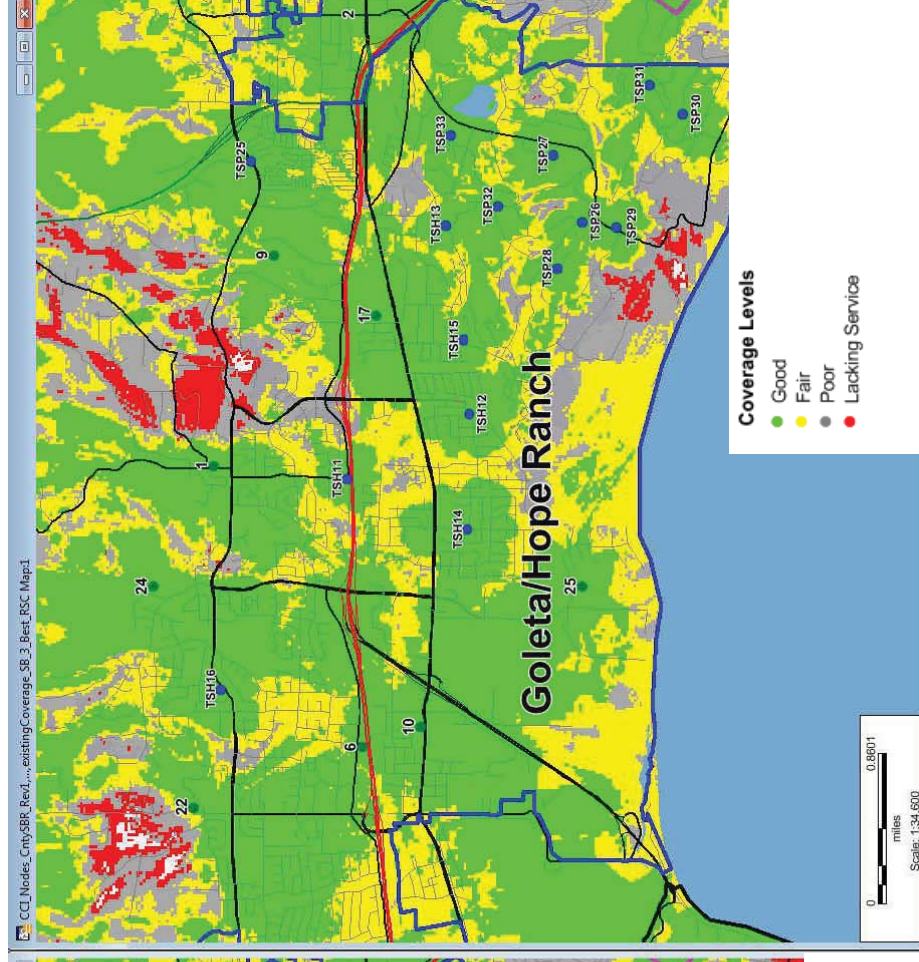 CCI_Nodes_CntySBR_Rev1,...,existingCoverage_SB_3_Best_RSC Map:1
22
24
1
TSH16
9
TSP25
2
6
10
TSH11
17
TSH14
TSH12
TSH15
TSH13
TSP33
TSP32
TSP28
TSP27
TSP26
TSP29
TSP31
TSP30
Goleta/Hope Ranch
25
Coverage Levels
Good
Fair
Poor
Lacking Service
0
0.8601
miles
Scale: 1:34,600